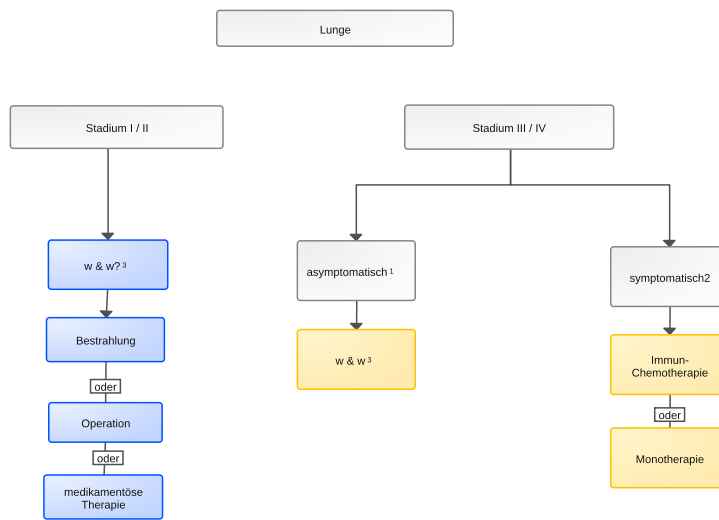 Lunge
Stadium I / II
Stadium III / IV
w & w? ³
asymptomatisch ¹
symptomatisch2
Bestrahlung
w & w ³
Immun-
Chemotherapie
oder
oder
Operation
Monotherapie
oder
medikamentöse
Therapie